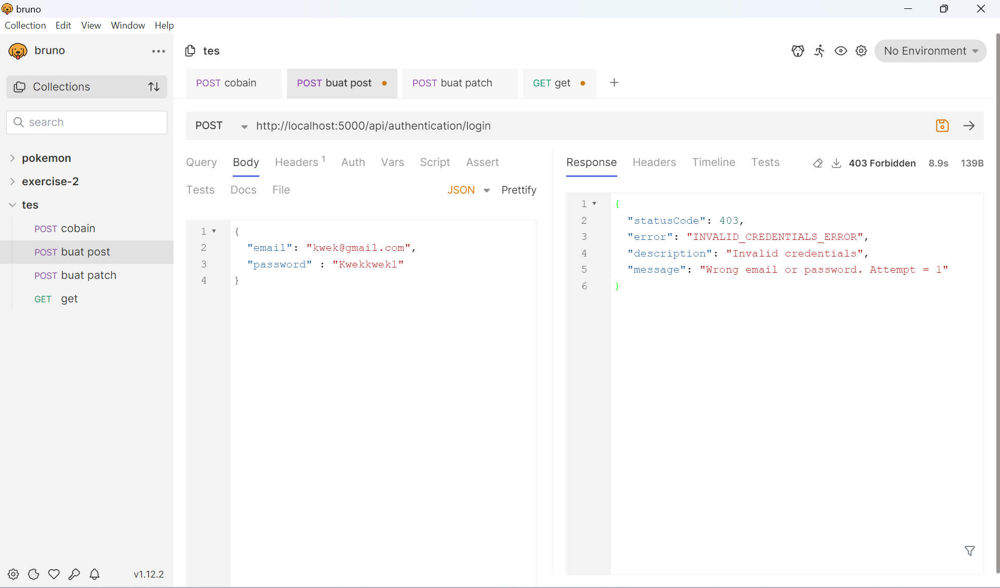 bruno
Collection Edit View Window Help
bruno
tes
No Environment
Collections
POST cobain
POST buat post
POST buat patch
GET get
search
POST http://localhost:5000/api/authentication/login
pokemon
exercise-2
tes
POST cobain
POST buat post
POST buat patch
GET get
Query Body Headers 1 Auth Vars Script Assert
Tests Docs File JSON Prettify
1 {
2 "email": "kwek@gmail.com",
3 "password" : "Kwekkwek1"
4 }
Response Headers Timeline Tests 403 Forbidden 8.9s 139B
1 {
2 "statusCode": 403,
3 "error": "INVALID_CREDENTIALS_ERROR",
4 "description": "Invalid credentials",
5 "message": "Wrong email or password. Attempt = 1"
6 }
v1.12.2